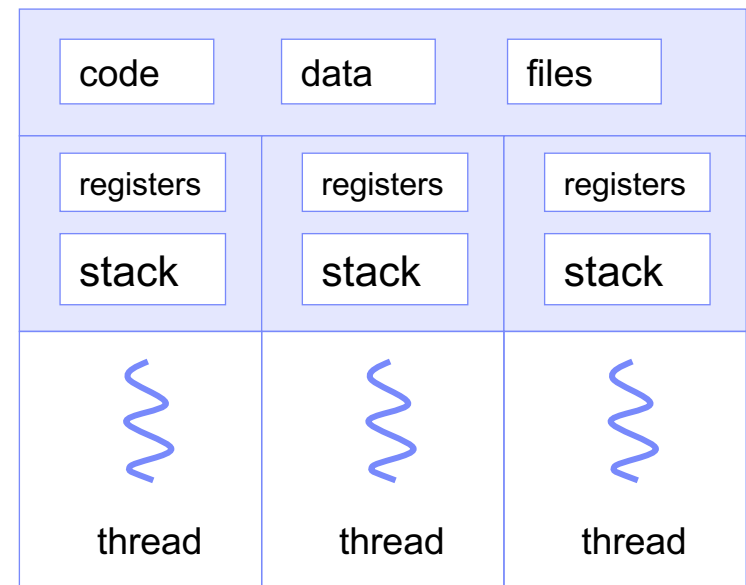 code data files
registers registers registers
stack stack stack
thread thread thread